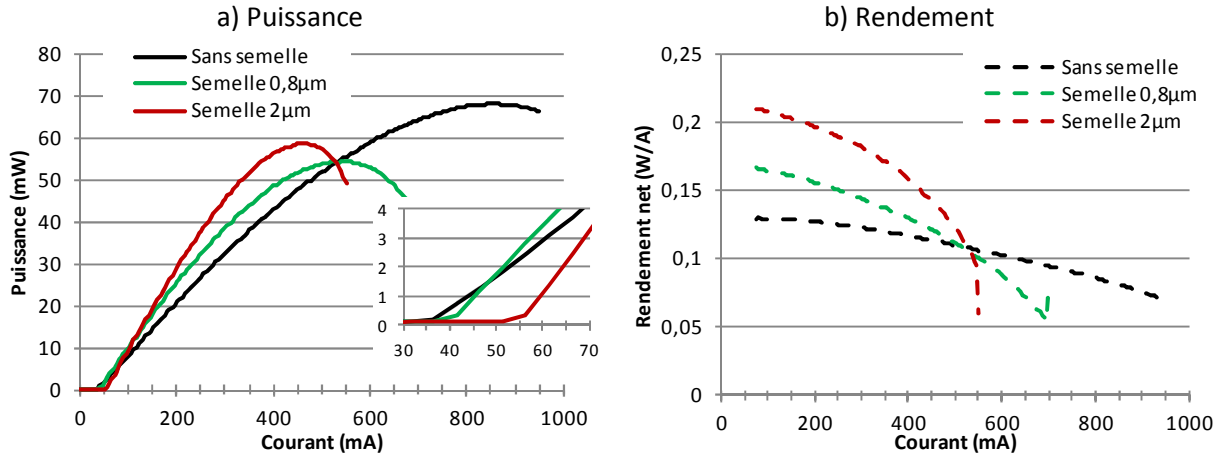 a) Puissance
80
70
60
50
40
30
20
10
0
Puissance (mW)
Sans semelle
Semelle 0,8µm
Semelle 2µm
4
3
2
1
0
30 40 50 60 70
0 200 400 600 800 1000
Courant (mA)
b) Rendement
0,25
0,2
0,15
0,1
0,05
0
Rendement net (W/A)
Sans semelle
Semelle 0,8µm
Semelle 2µm
0 200 400 600 800 1000
Courant (mA)